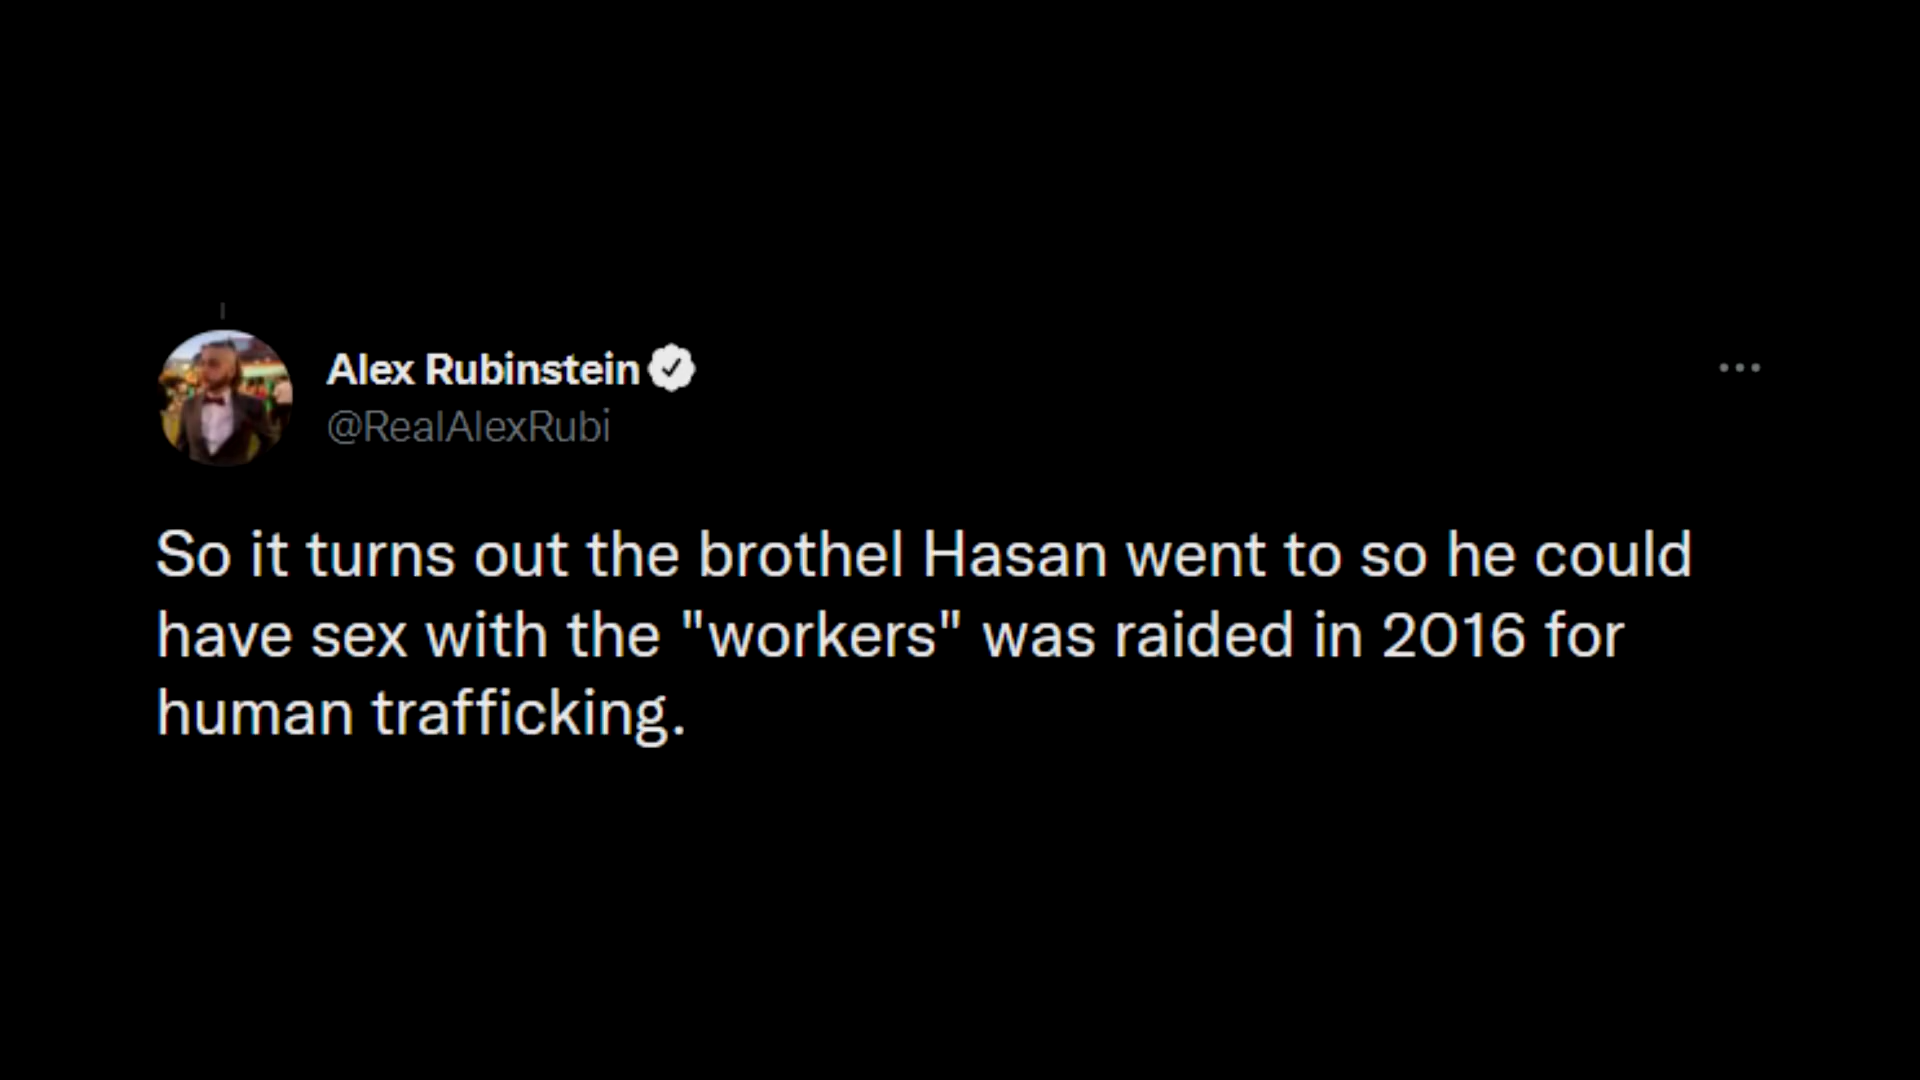 Alex Rubinstein
@RealAlexRubi
So it turns out the brothel Hasan went to so he could
have sex with the "workers" was raided in 2016 for
human trafficking.